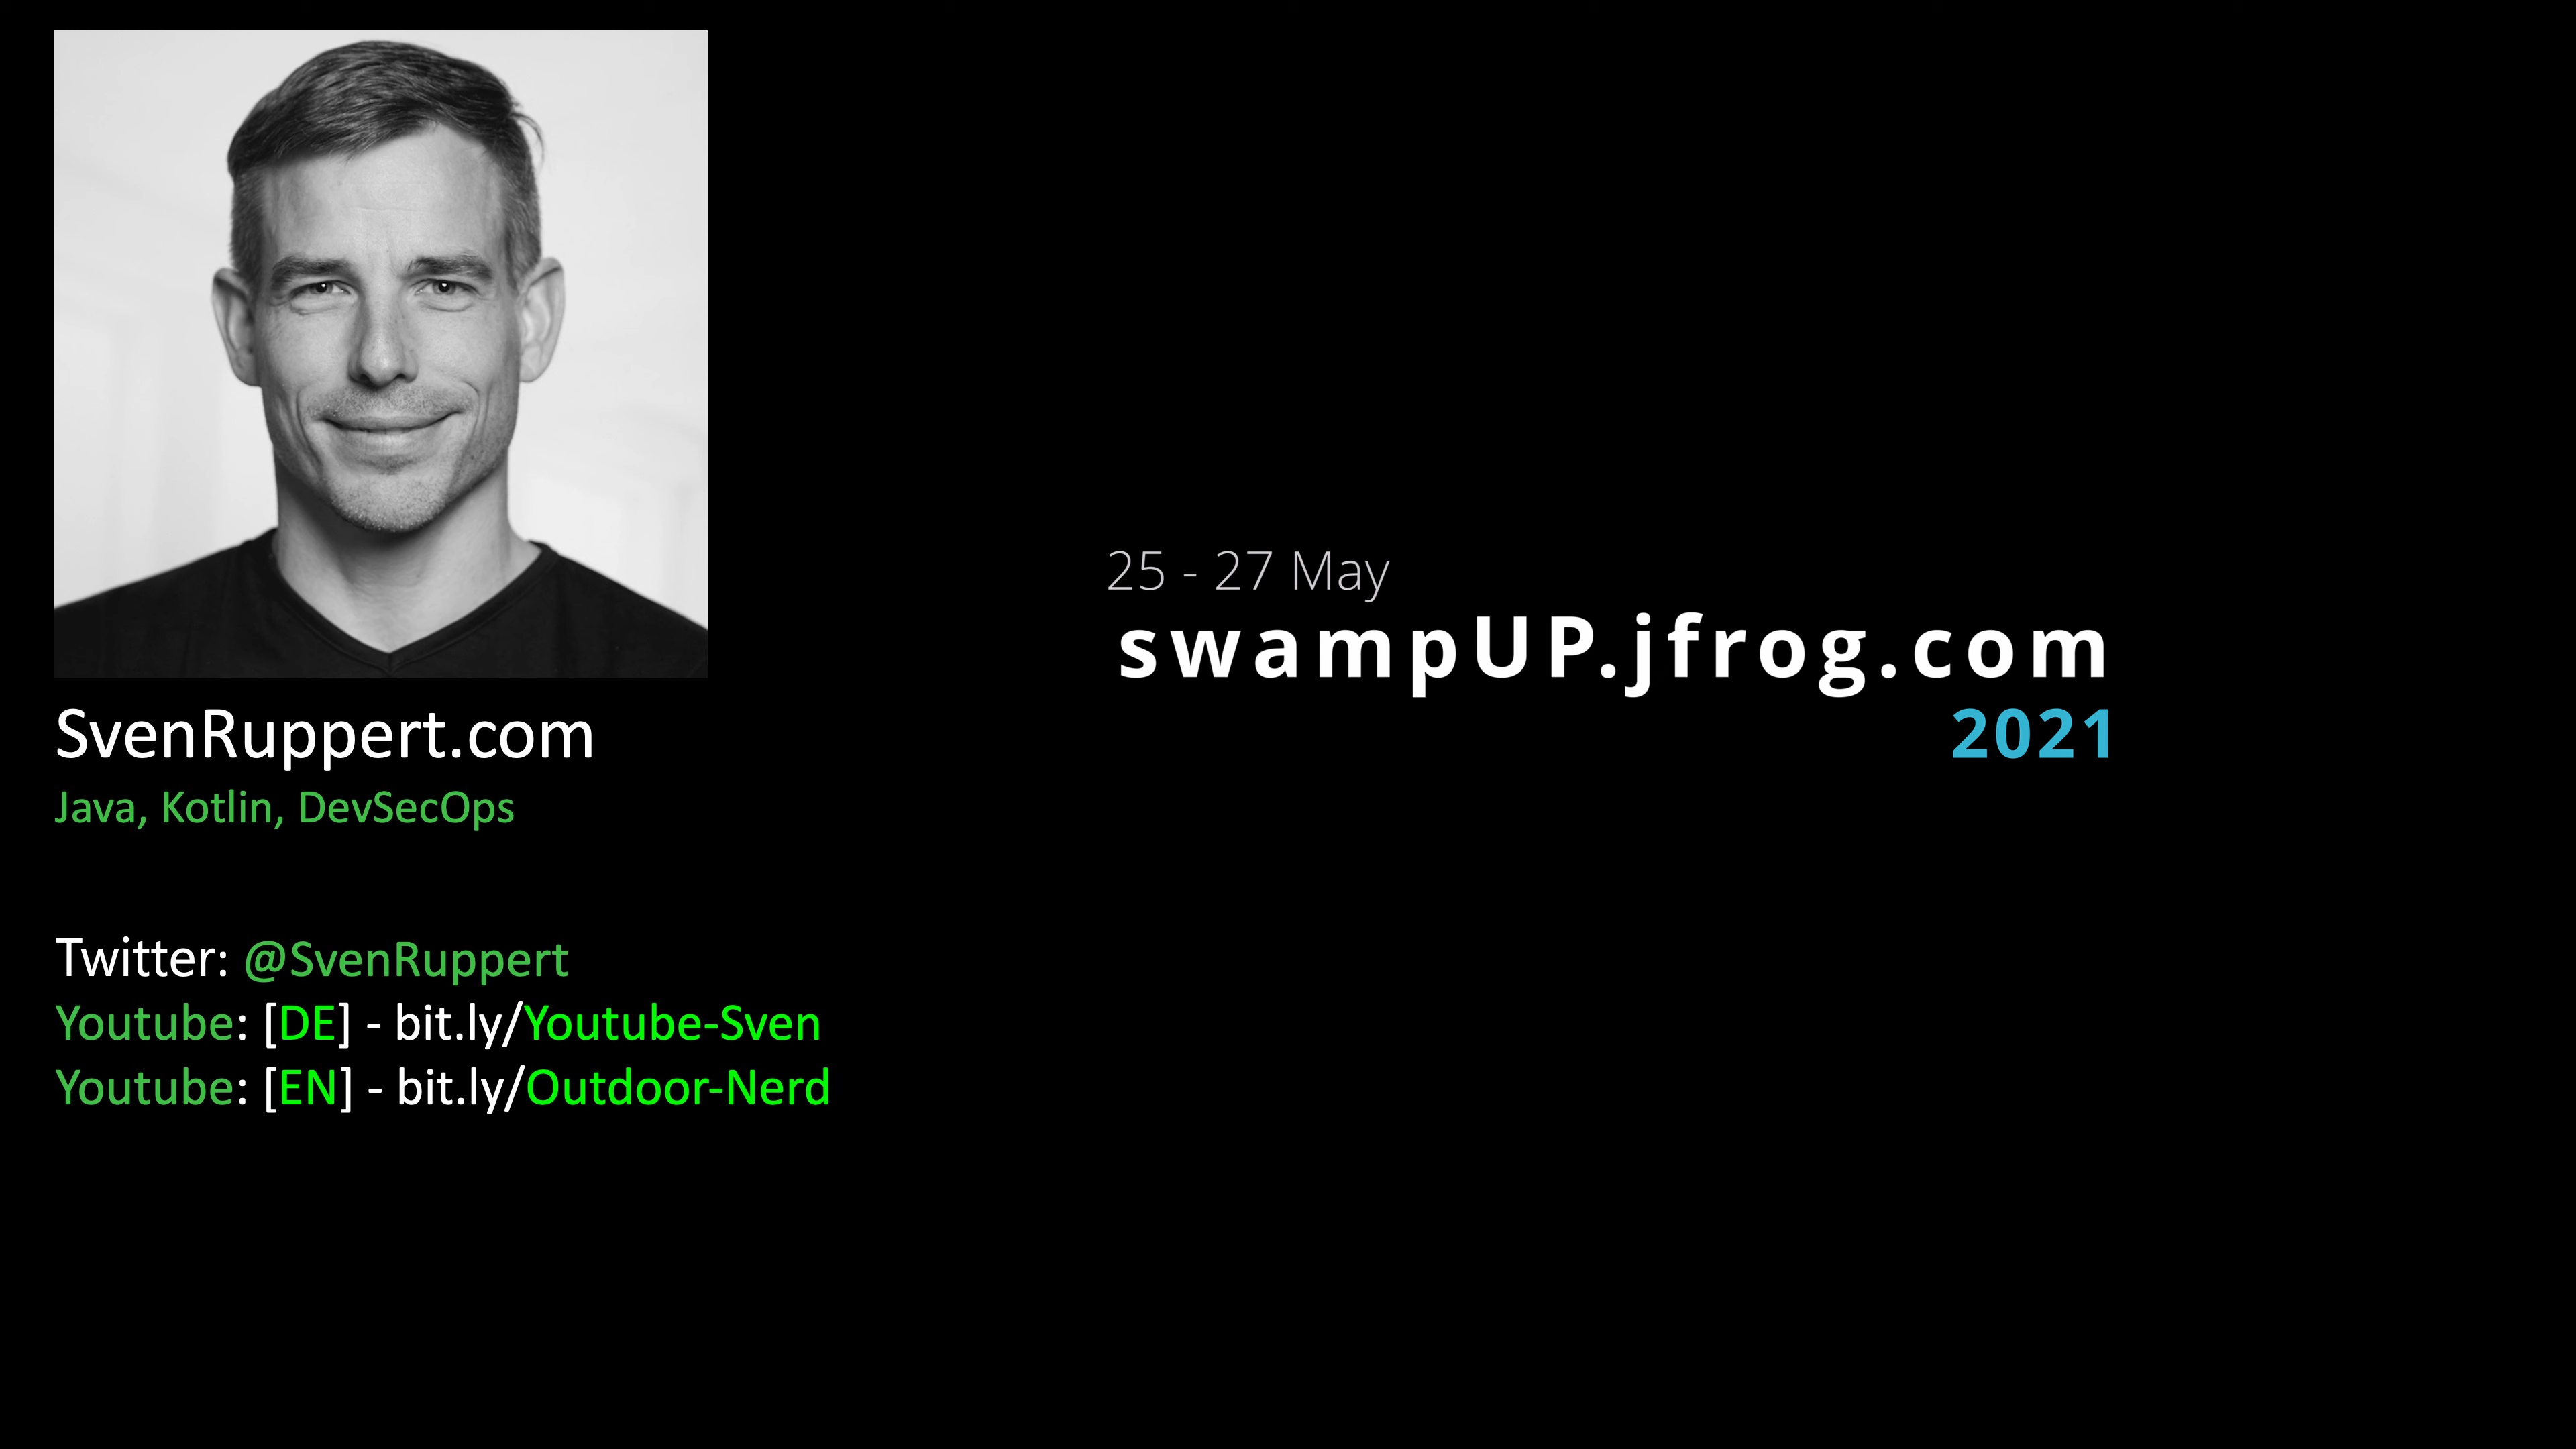 SvenRuppert.com
Java, Kotlin, DevSecOps
Twitter: @SvenRuppert
Youtube: [DE] - bit.ly/Youtube-Sven
Youtube: [EN] - bit.ly/Outdoor-Nerd
25 - 27 May
swampUP.jfrog.com
2021